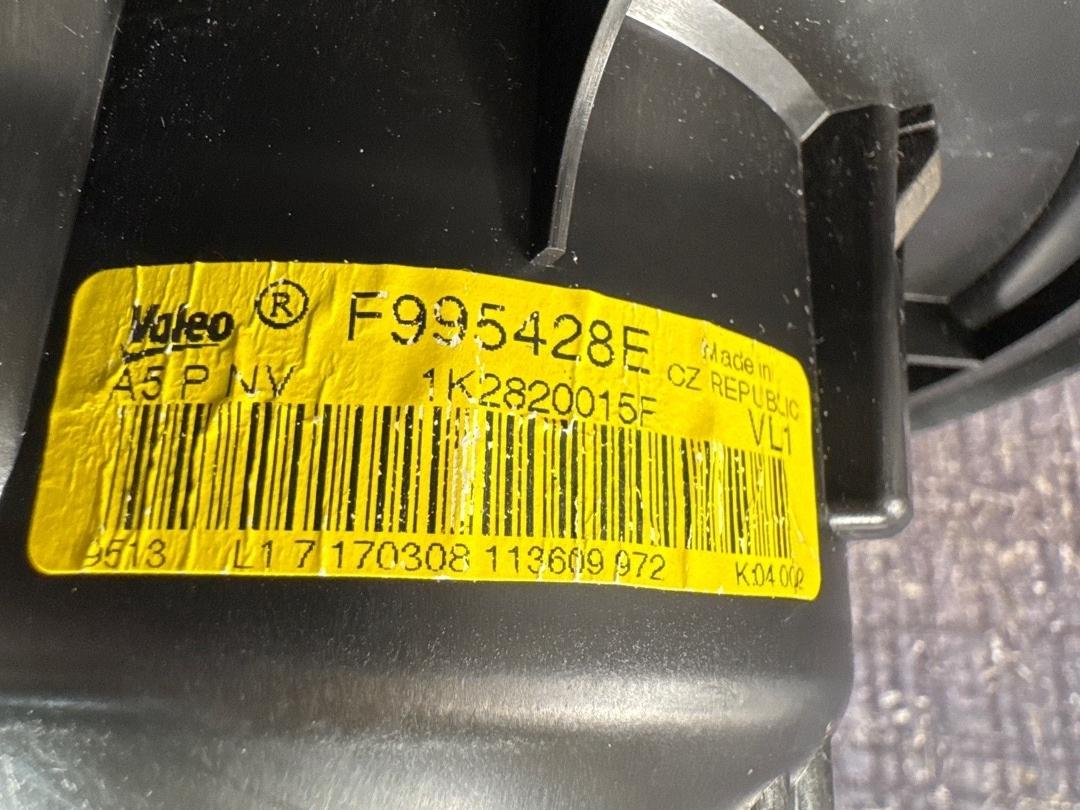 Valeo ® F995428E Made in
CZ REPUBLIC
A5 P NV 1K2820015F VL1
9513 L1 7 170308 113609 972 K:04.002